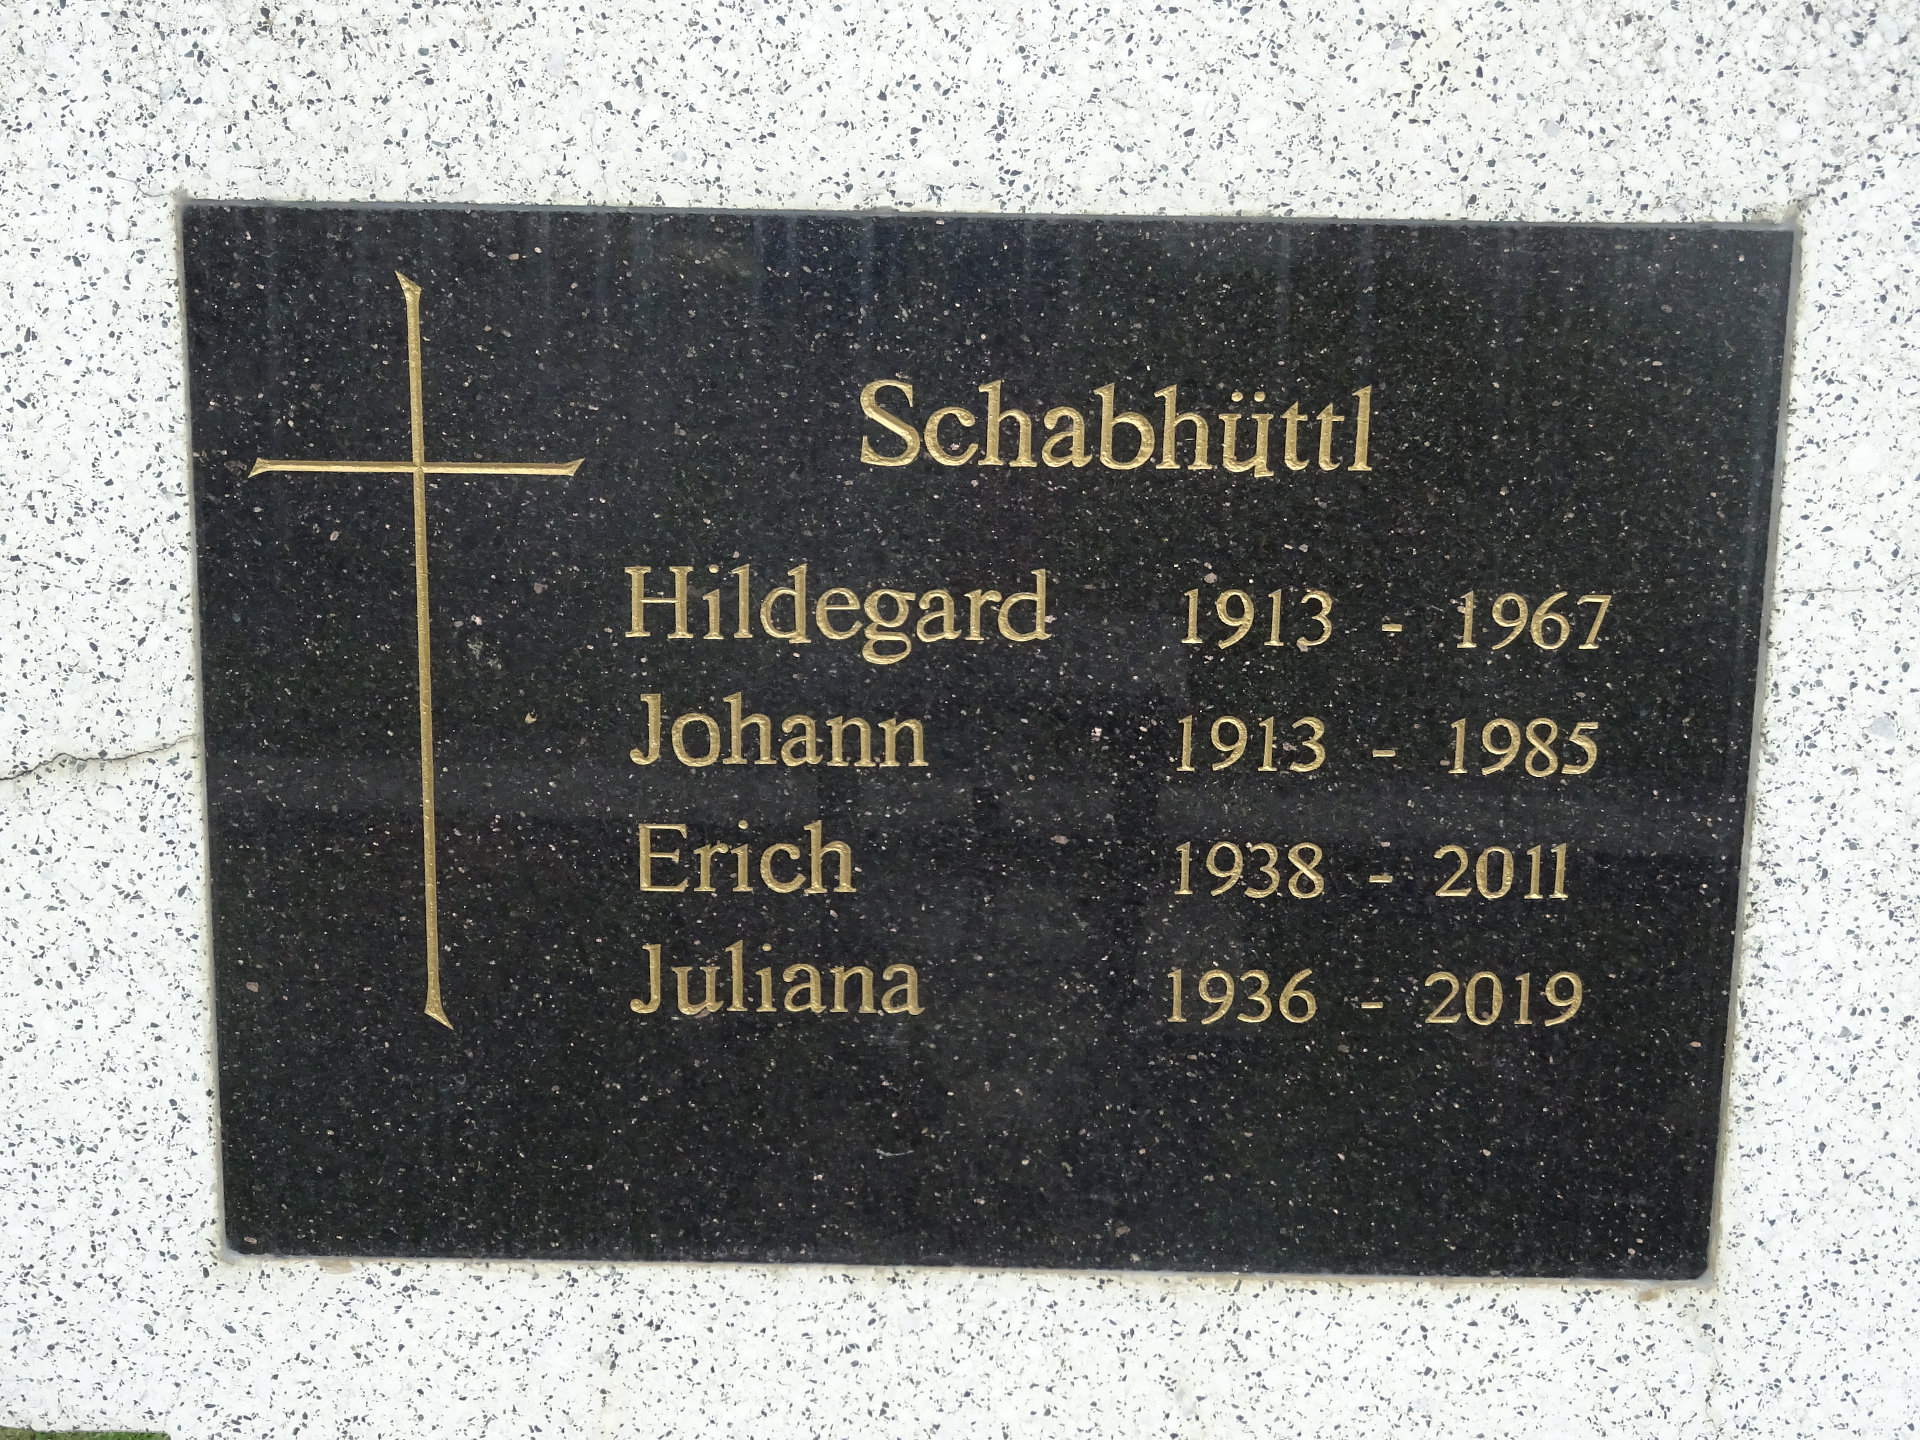 Schabhüttl
Hildegard 1913 - 1967
Johann 1913 - 1985
Erich 1938 - 2011
Juliana 1936 - 2019